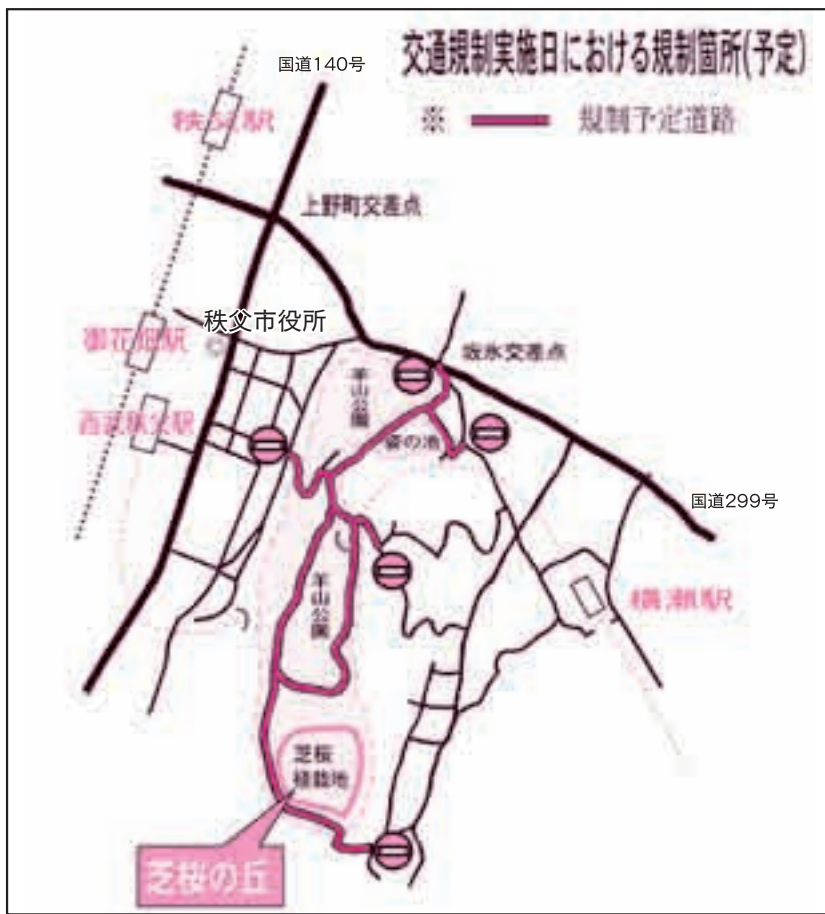 交通規制実施日における規制箇所(予定)
※ 規制予定道路
国道140号
秩父駅
上野町交差点
秩父市役所
御花畑駅
坂氷交差点
羊山公園
西武秩父駅
姿の池
国道299号
羊山公園
横瀬駅
芝桜
植栽地
芝桜の丘